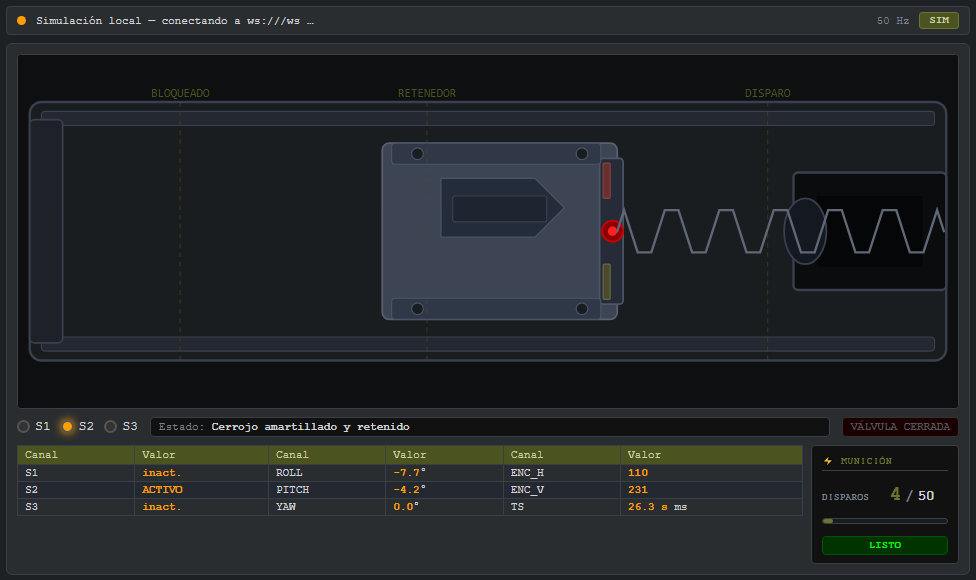 Simulación local — conectando a ws:///ws …
50 Hz SIM
BLOQUEADO RETENEDOR DISPARO
S1 S2 S3 Estado: Cerrojo amartillado y retenido VÁLVULA CERRADA
Canal Valor Canal Valor Canal Valor
S1 inact. ROLL -7.7° ENC_H 110
S2 ACTIVO PITCH -4.2° ENC_V 231
S3 inact. YAW 0.0° TS 26.3 s ms
⚡ MUNICIÓN
DISPAROS 4 / 50
LISTO